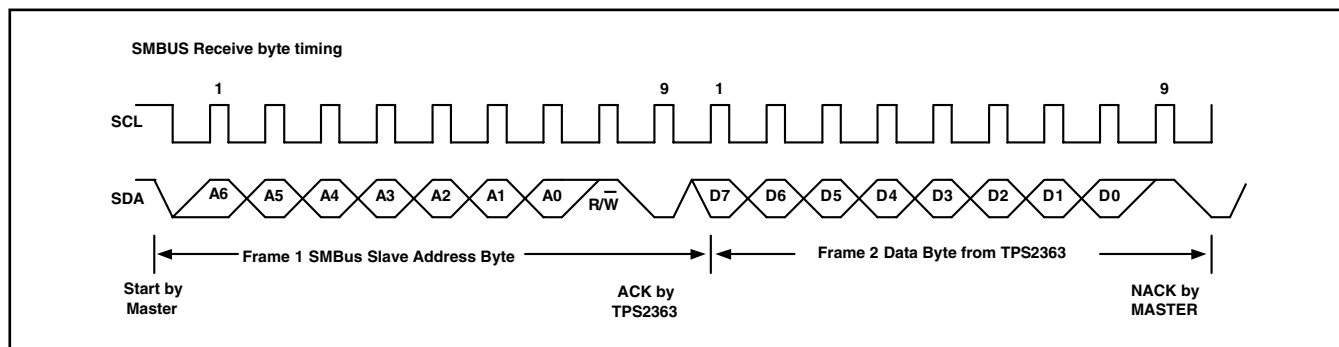 SMBUS Receive byte timing
1 9 1 9
SCL
SDA A6 A5 A4 A3 A2 A1 A0 R/W̅ D7 D6 D5 D4 D3 D2 D1 D0
Frame 1 SMBus Slave Address Byte
Frame 2 Data Byte from TPS2363
Start by
Master
ACK by
TPS2363
NACK by
MASTER